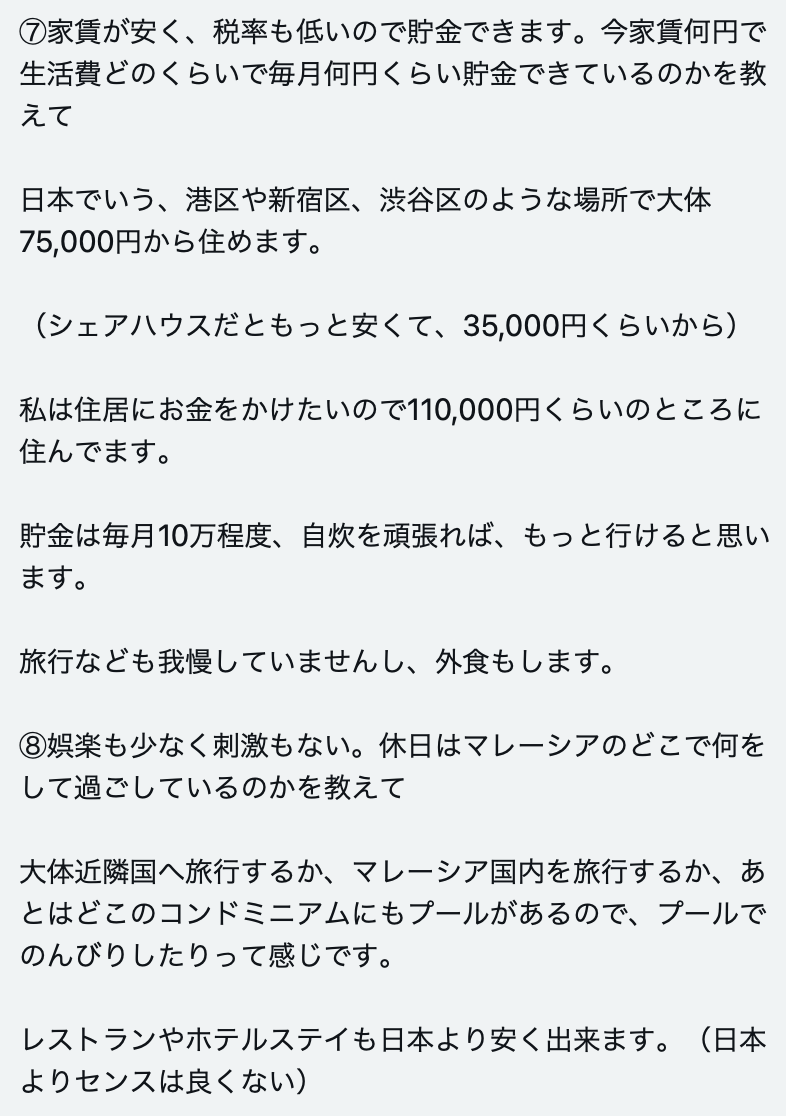 ⑦家賃が安く、税率も低いので貯金できます。今家賃何円で
生活費どのくらいで毎月何円くらい貯金できているのかを教
えて
日本でいう、港区や新宿区、渋谷区のような場所で大体
75,000円から住めます。
（シェアハウスだともっと安くて、35,000円くらいから）
私は住居にお金をかけたいので110,000円くらいのところに
住んでます。
貯金は毎月10万程度、自炊を頑張れば、もっと行けると思い
ます。
旅行なども我慢していませんし、外食もします。
⑧娯楽も少なく刺激もない。休日はマレーシアのどこで何を
して過ごしているのかを教えて
大体近隣国へ旅行するか、マレーシア国内を旅行するか、あ
とはどこのコンドミニアムにもプールがあるので、プールで
のんびりしたりって感じです。
レストランやホテルステイも日本より安く出来ます。（日本
よりセンスは良くない）